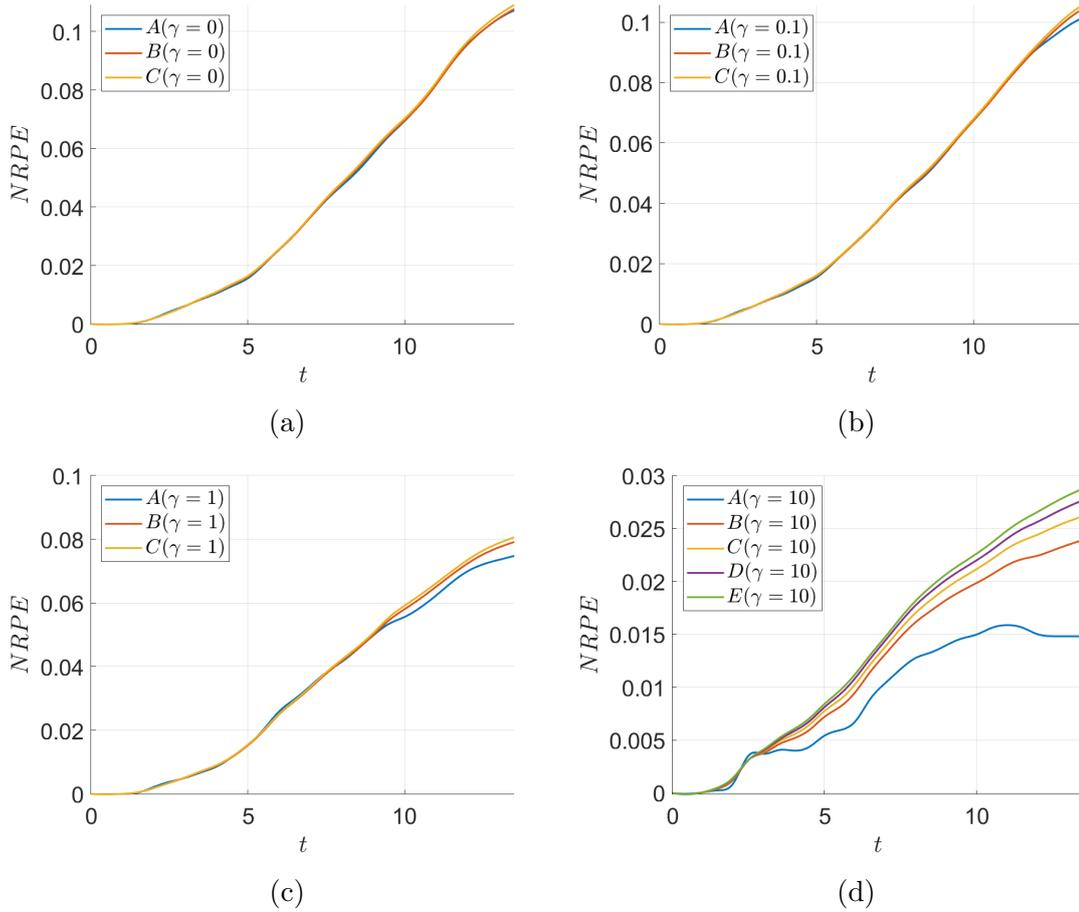 A(γ = 0)
B(γ = 0)
C(γ = 0)
NRPE
0.1
0.08
0.06
0.04
0.02
0
0 5 10
t
(a)
A(γ = 0.1)
B(γ = 0.1)
C(γ = 0.1)
NRPE
0.1
0.08
0.06
0.04
0.02
0
0 5 10
t
(b)
A(γ = 1)
B(γ = 1)
C(γ = 1)
NRPE
0.1
0.08
0.06
0.04
0.02
0
0 5 10
t
(c)
A(γ = 10)
B(γ = 10)
C(γ = 10)
D(γ = 10)
E(γ = 10)
NRPE
0.03
0.025
0.02
0.015
0.01
0.005
0
0 5 10
t
(d)